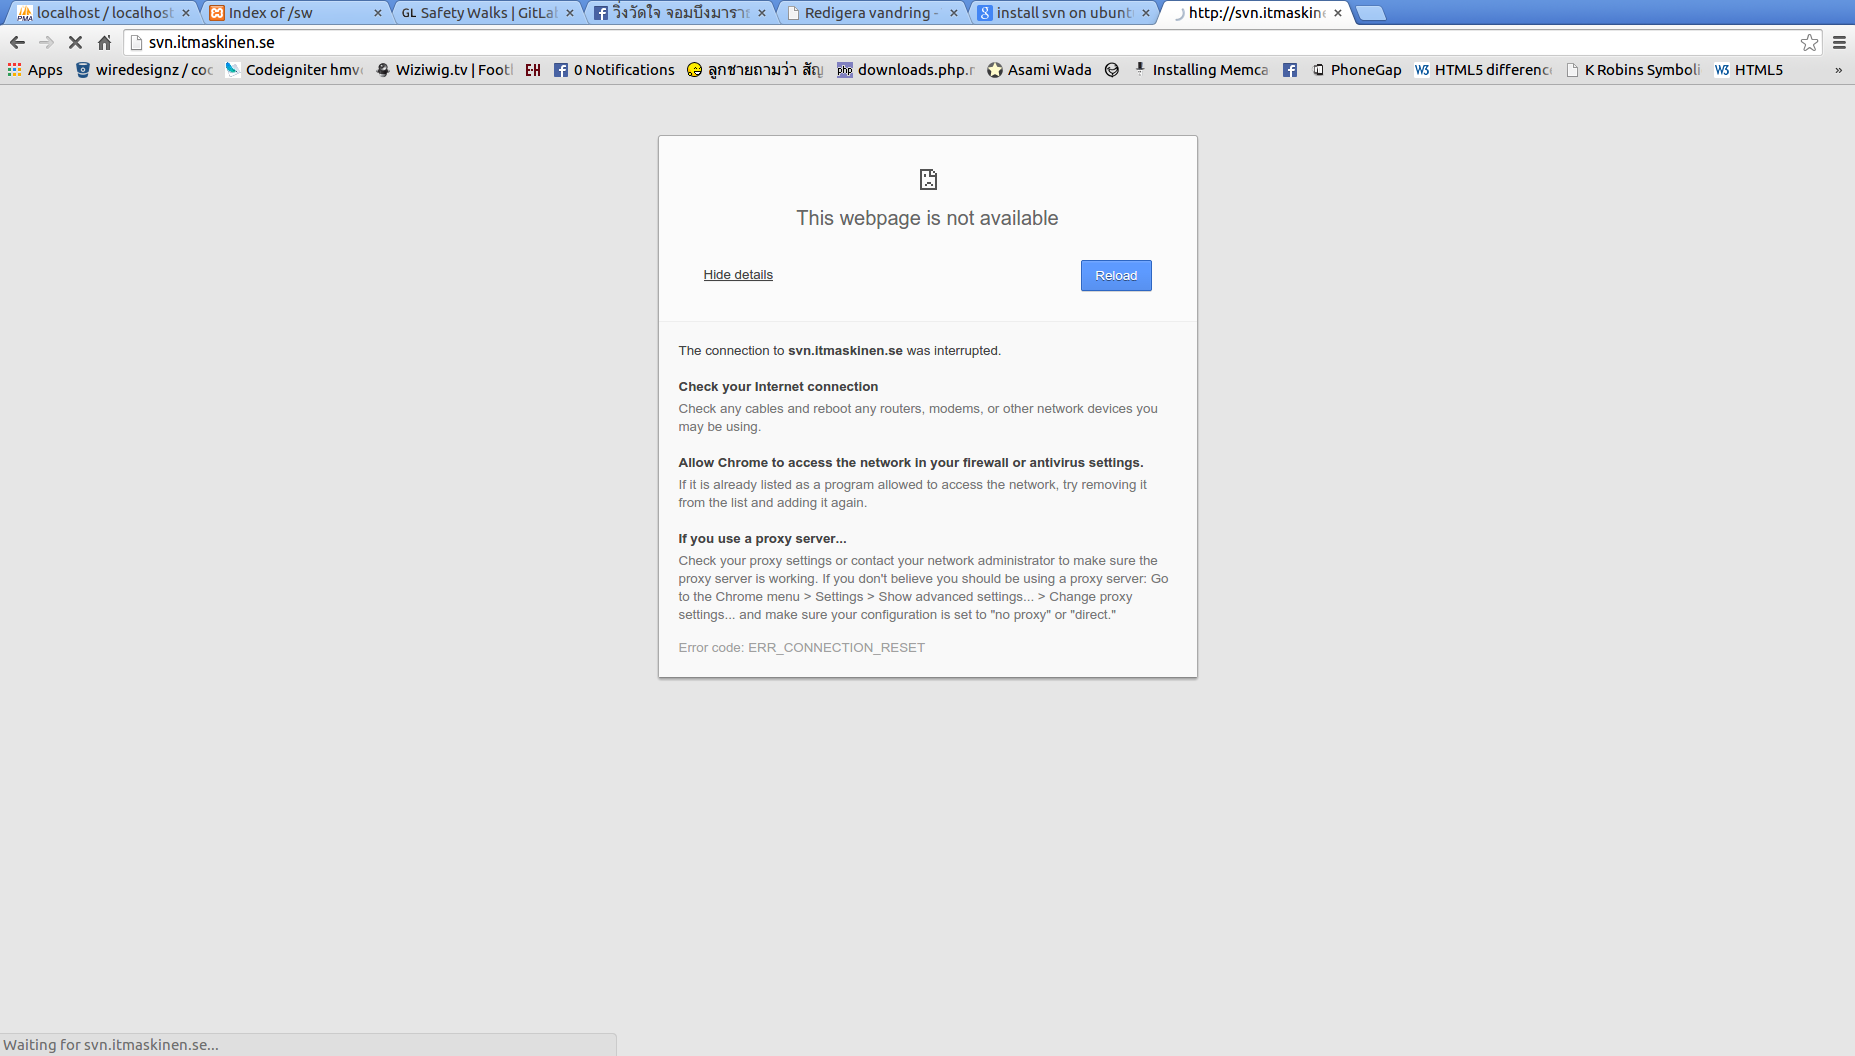 localhost / localhost
Index of /sw
GL Safety Walks | GitLa
วิ่งวัดใจ จอมบึงมารา
Redigera vandring -
install svn on ubunt
http://svn.itmaskin
svn.itmaskinen.se
Apps
wiredesignz / co
Codeigniter hmv
Wiziwig.tv | Foot
E-H
0 Notifications
ลูกชายถามว่า สัญ
php downloads.php.
Asami Wada
Installing Memca
PhoneGap
W3 HTML5 differenc
K Robins Symboli
W3 HTML5
»
This webpage is not available
Hide details
Reload
The connection to svn.itmaskinen.se was interrupted.
Check your Internet connection
Check any cables and reboot any routers, modems, or other network devices you
may be using.
Allow Chrome to access the network in your firewall or antivirus settings.
If it is already listed as a program allowed to access the network, try removing it
from the list and adding it again.
If you use a proxy server...
Check your proxy settings or contact your network administrator to make sure the
proxy server is working. If you don't believe you should be using a proxy server: Go
to the Chrome menu > Settings > Show advanced settings... > Change proxy
settings... and make sure your configuration is set to "no proxy" or "direct."
Error code: ERR_CONNECTION_RESET
Waiting for svn.itmaskinen.se...